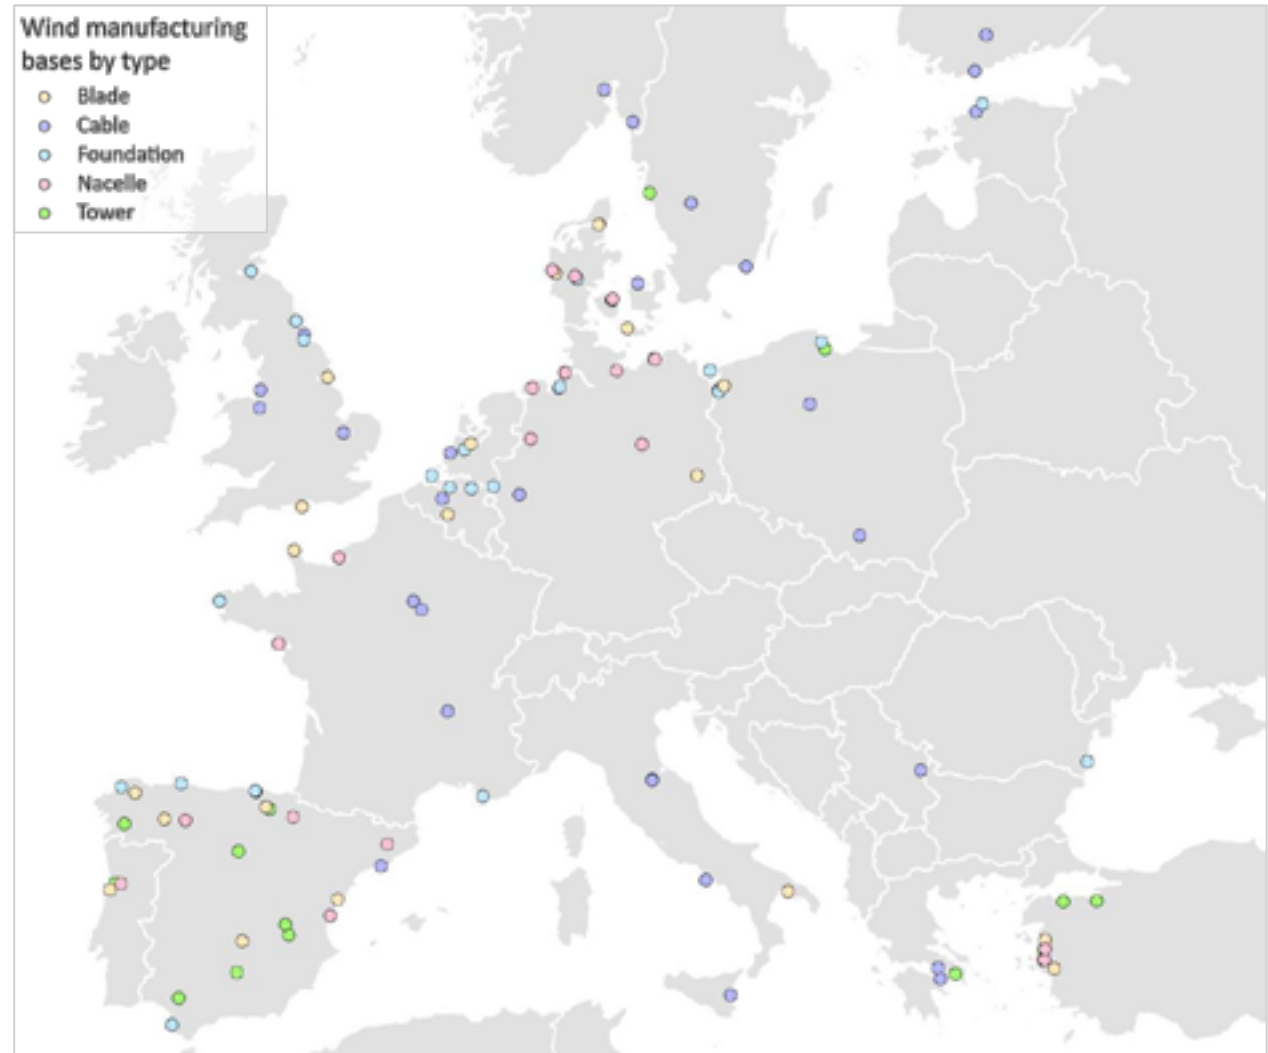 Wind manufacturing
bases by type
Blade
Cable
Foundation
Nacelle
Tower